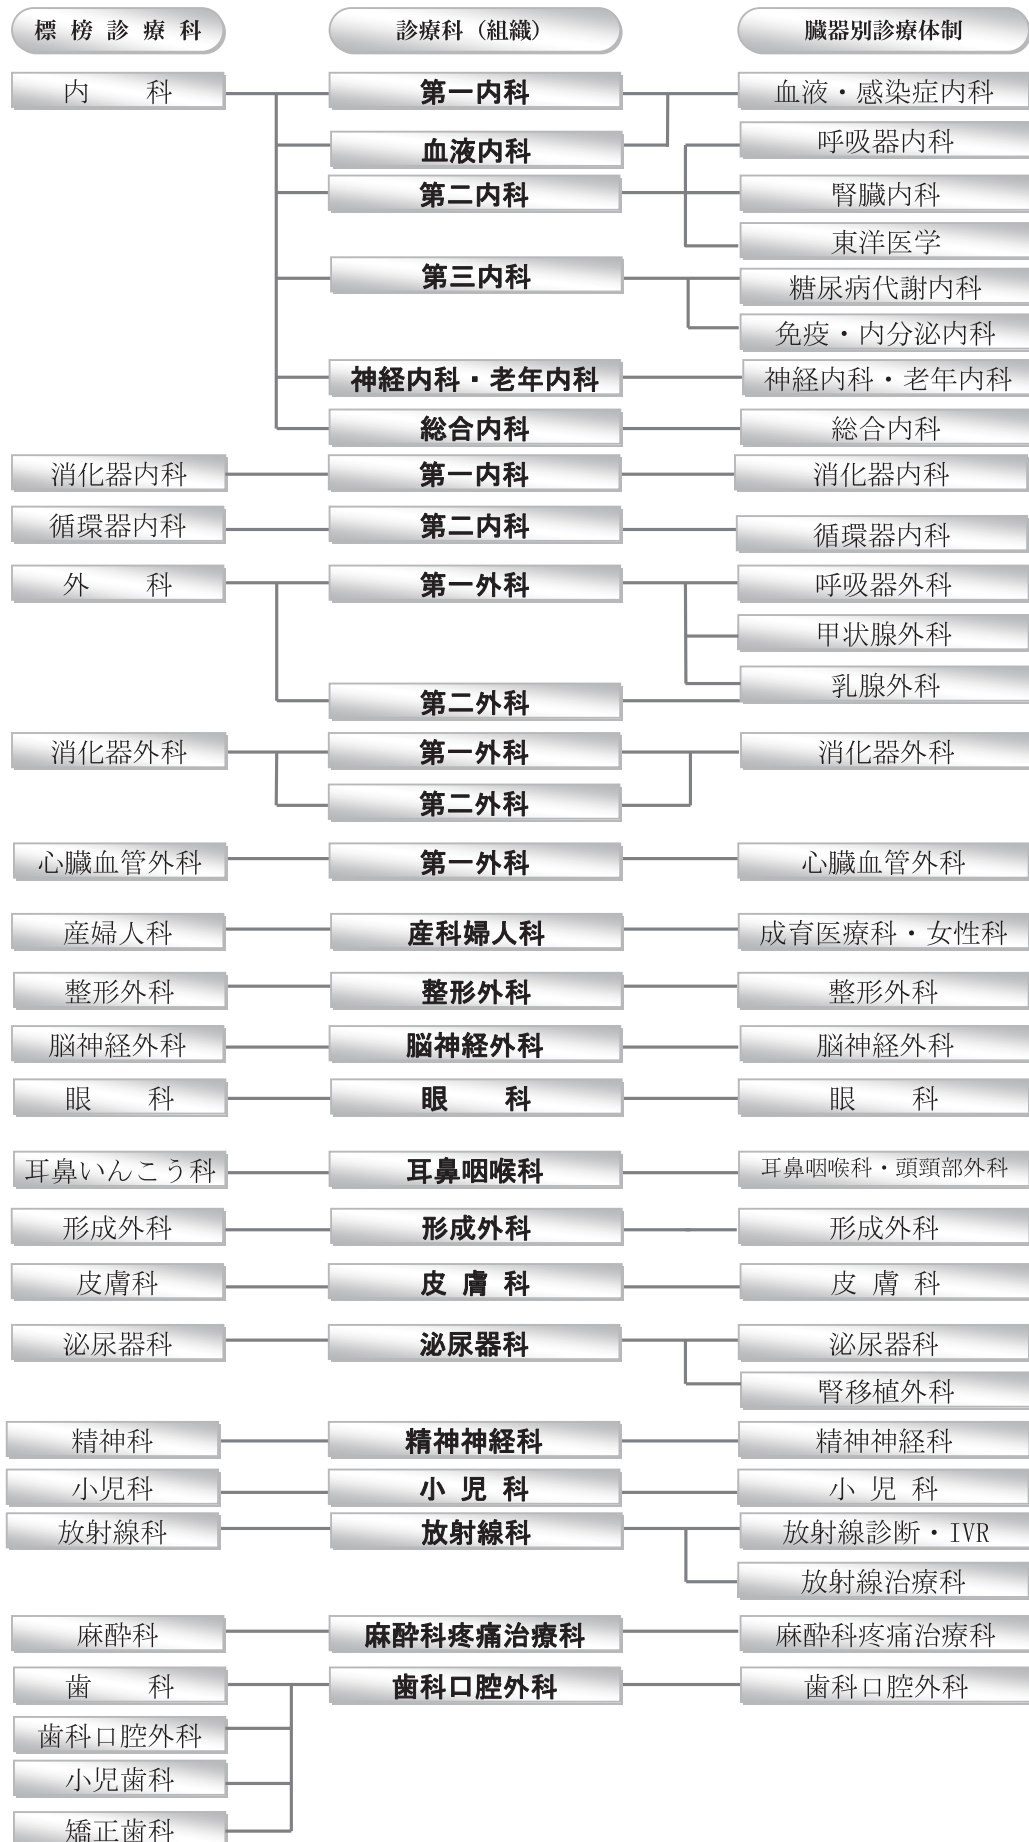 標榜診療科　診療科（組織）　臓器別診療体制
内　科　第一内科　血液・感染症内科
血液内科　呼吸器内科
第二内科　腎臓内科
東洋医学
第三内科　糖尿病代謝内科
免疫・内分泌内科
神経内科・老年内科　神経内科・老年内科
総合内科　総合内科
消化器内科　第一内科　消化器内科
循環器内科　第二内科　循環器内科
外　科　第一外科　呼吸器外科
甲状腺外科
第二外科　乳腺外科
消化器外科　第一外科　消化器外科
第二外科
心臓血管外科　第一外科　心臓血管外科
産婦人科　産科婦人科　成育医療科・女性科
整形外科　整形外科　整形外科
脳神経外科　脳神経外科　脳神経外科
眼　科　眼　科　眼　科
耳鼻いんこう科　耳鼻咽喉科　耳鼻咽喉科・頭頸部外科
形成外科　形成外科　形成外科
皮膚科　皮 膚 科　皮 膚 科
泌尿器科　泌尿器科　泌尿器科
腎移植外科
精神科　精神神経科　精神神経科
小児科　小 児 科　小 児 科
放射線科　放射線科　放射線診断・IVR
放射線治療科
麻酔科　麻酔科疼痛治療科　麻酔科疼痛治療科
歯　科　歯科口腔外科　歯科口腔外科
歯科口腔外科
小児歯科
矯正歯科